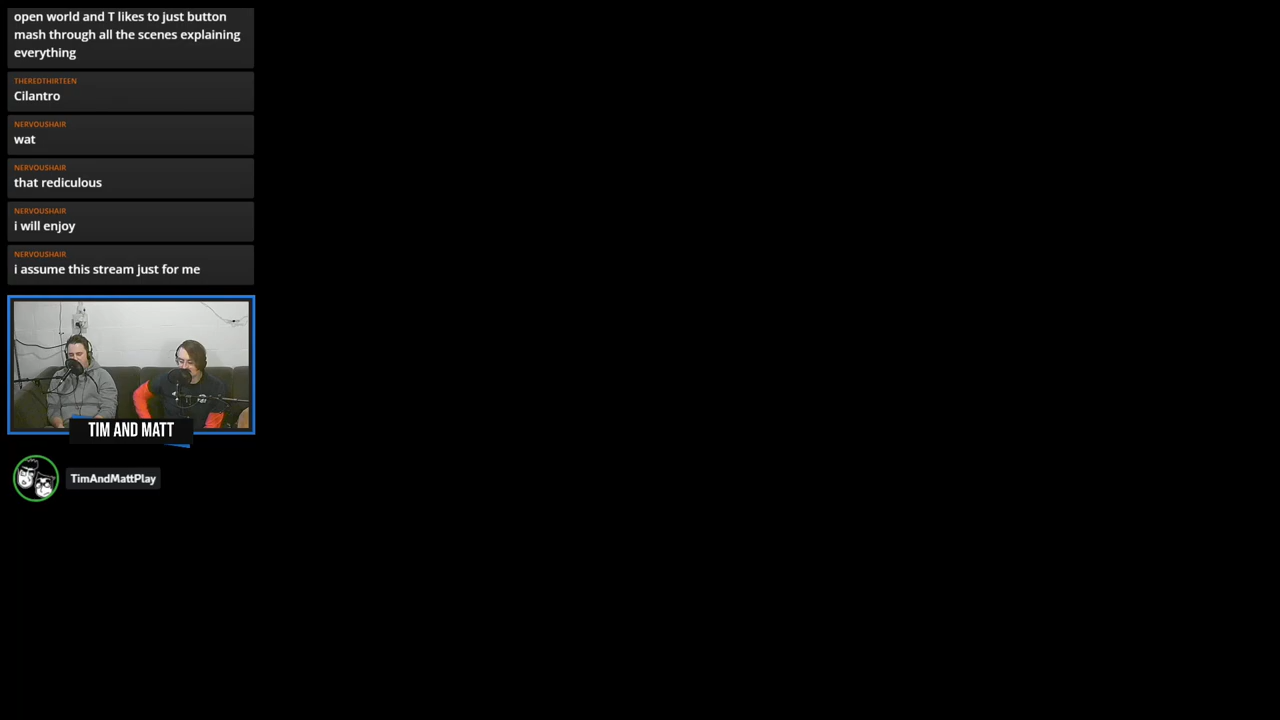 open world and T likes to just button
mash through all the scenes explaining
everything
THEREDTHIRTEEN
Cilantro
NERVOUSHAIR
wat
NERVOUSHAIR
that rediculous
NERVOUSHAIR
i will enjoy
NERVOUSHAIR
i assume this stream just for me
TIM AND MATT
TimAndMattPlay